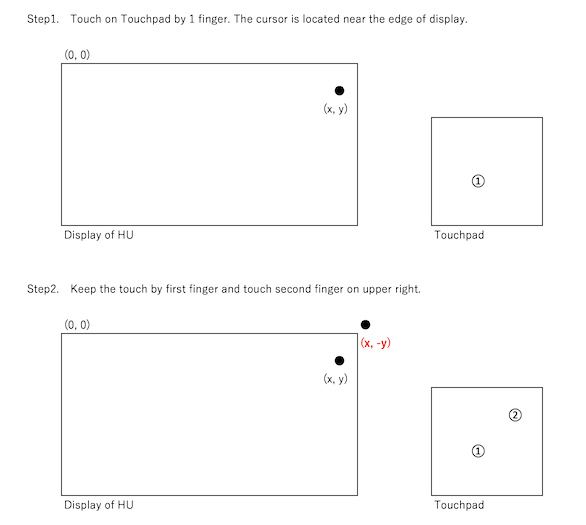 Step1. Touch on Touchpad by 1 finger. The cursor is located near the edge of display.
(0, 0)
(x, y)
①
Display of HU
Touchpad
Step2. Keep the touch by first finger and touch second finger on upper right.
(0, 0)
(x, -y)
(x, y)
②
①
Display of HU
Touchpad